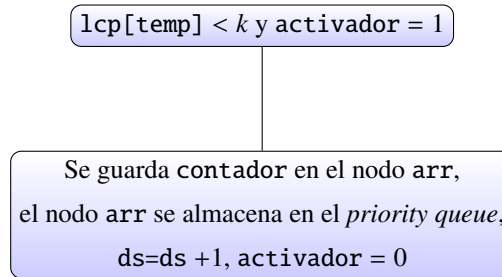 lcp[temp] < k y activador = 1
Se guarda contador en el nodo arr,
el nodo arr se almacena en el priority queue,
ds=ds +1, activador = 0